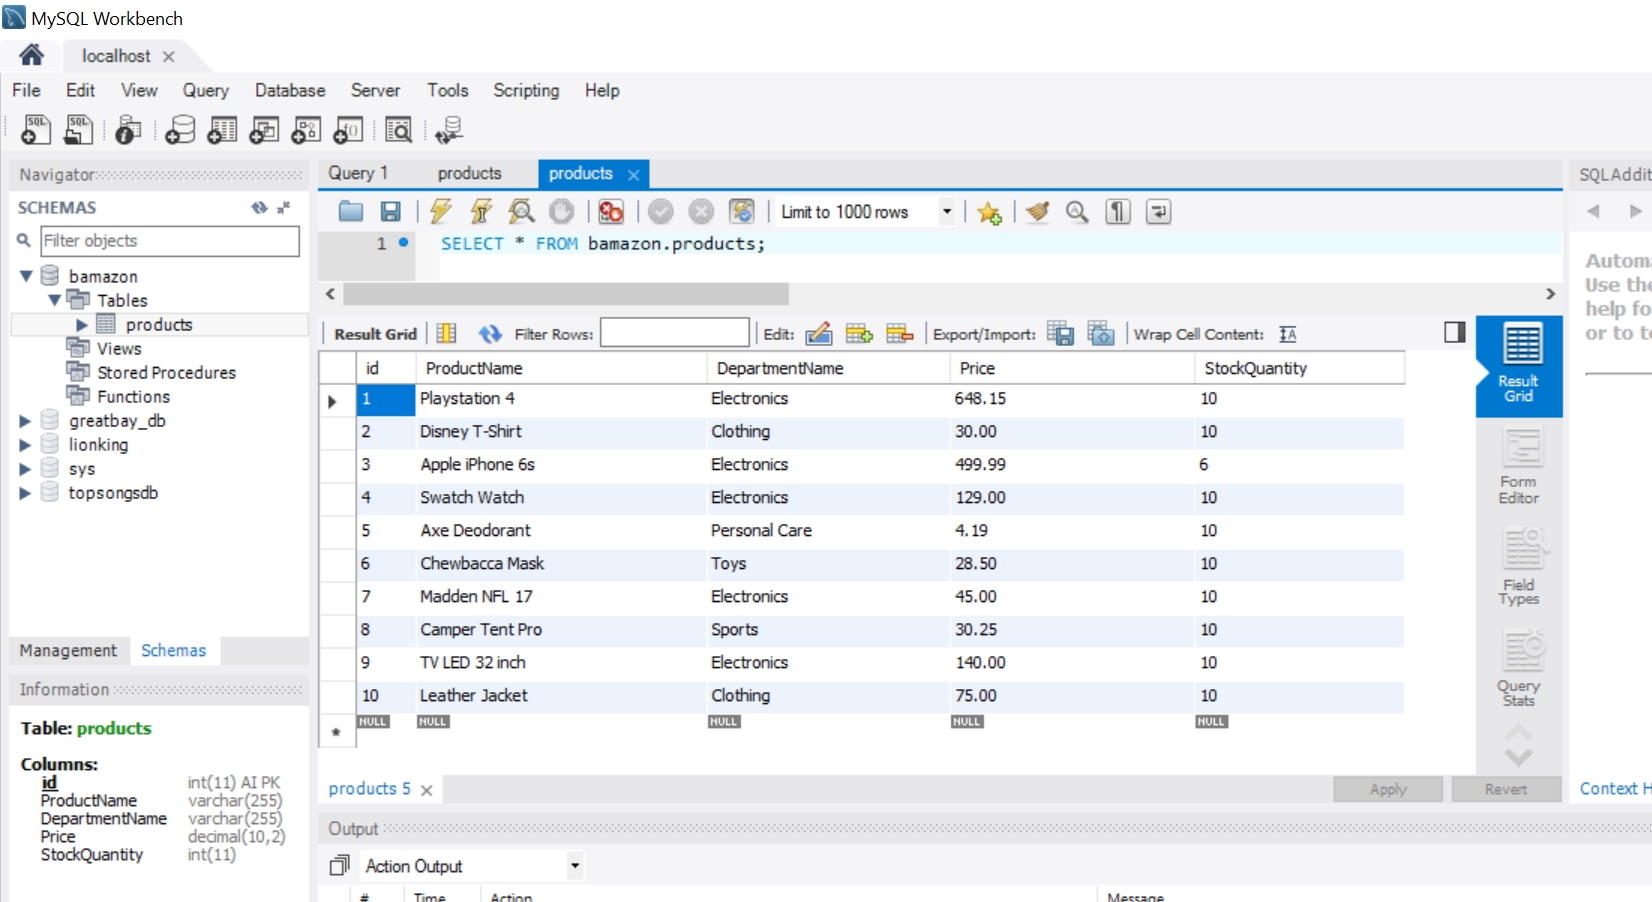 MySQL Workbench
localhost
File Edit View Query Database Server Tools Scripting Help
Navigator
SCHEMAS
Filter objects
bamazon
Tables
products
Views
Stored Procedures
Functions
greatbay_db
lionking
sys
topsongsdb
Management Schemas
Information
Table: products
Columns:
id int(11) AI PK
ProductName varchar(255)
DepartmentName varchar(255)
Price decimal(10,2)
StockQuantity int(11)
Query 1 products products
Limit to 1000 rows
1 SELECT * FROM bamazon.products;
Result Grid Filter Rows: Edit: Export/Import: Wrap Cell Content:
id ProductName DepartmentName Price StockQuantity
1 Playstation 4 Electronics 648.15 10
2 Disney T-Shirt Clothing 30.00 10
3 Apple iPhone 6s Electronics 499.99 6
4 Swatch Watch Electronics 129.00 10
5 Axe Deodorant Personal Care 4.19 10
6 Chewbacca Mask Toys 28.50 10
7 Madden NFL 17 Electronics 45.00 10
8 Camper Tent Pro Sports 30.25 10
9 TV LED 32 inch Electronics 140.00 10
10 Leather Jacket Clothing 75.00 10
NULL NULL NULL NULL NULL
Result
Grid
Form
Editor
Field
Types
Query
Stats
products 5
Apply Revert
Output
Action Output
# Time Action Message
SQLAddit
Autom
Use the
help fo
or to t
Context H